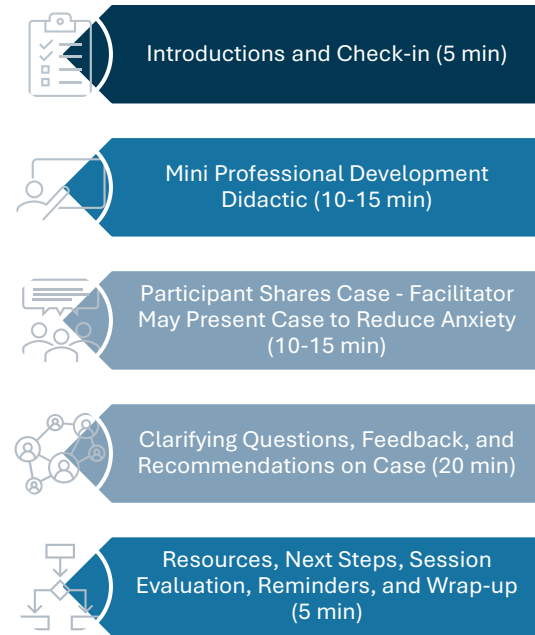 Introductions and Check-in (5 min)
Mini Professional Development
Didactic (10-15 min)
Participant Shares Case - Facilitator
May Present Case to Reduce Anxiety
(10-15 min)
Clarifying Questions, Feedback, and
Recommendations on Case (20 min)
Resources, Next Steps, Session
Evaluation, Reminders, and Wrap-up
(5 min)